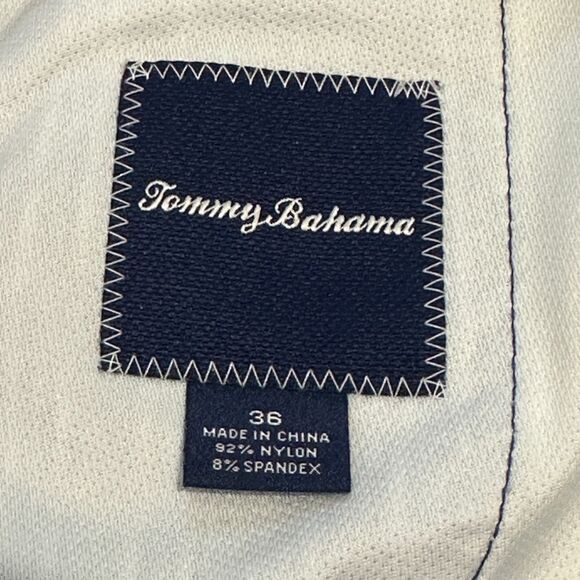 Tommy Bahama
36
MADE IN CHINA
92% NYLON
8% SPANDEX